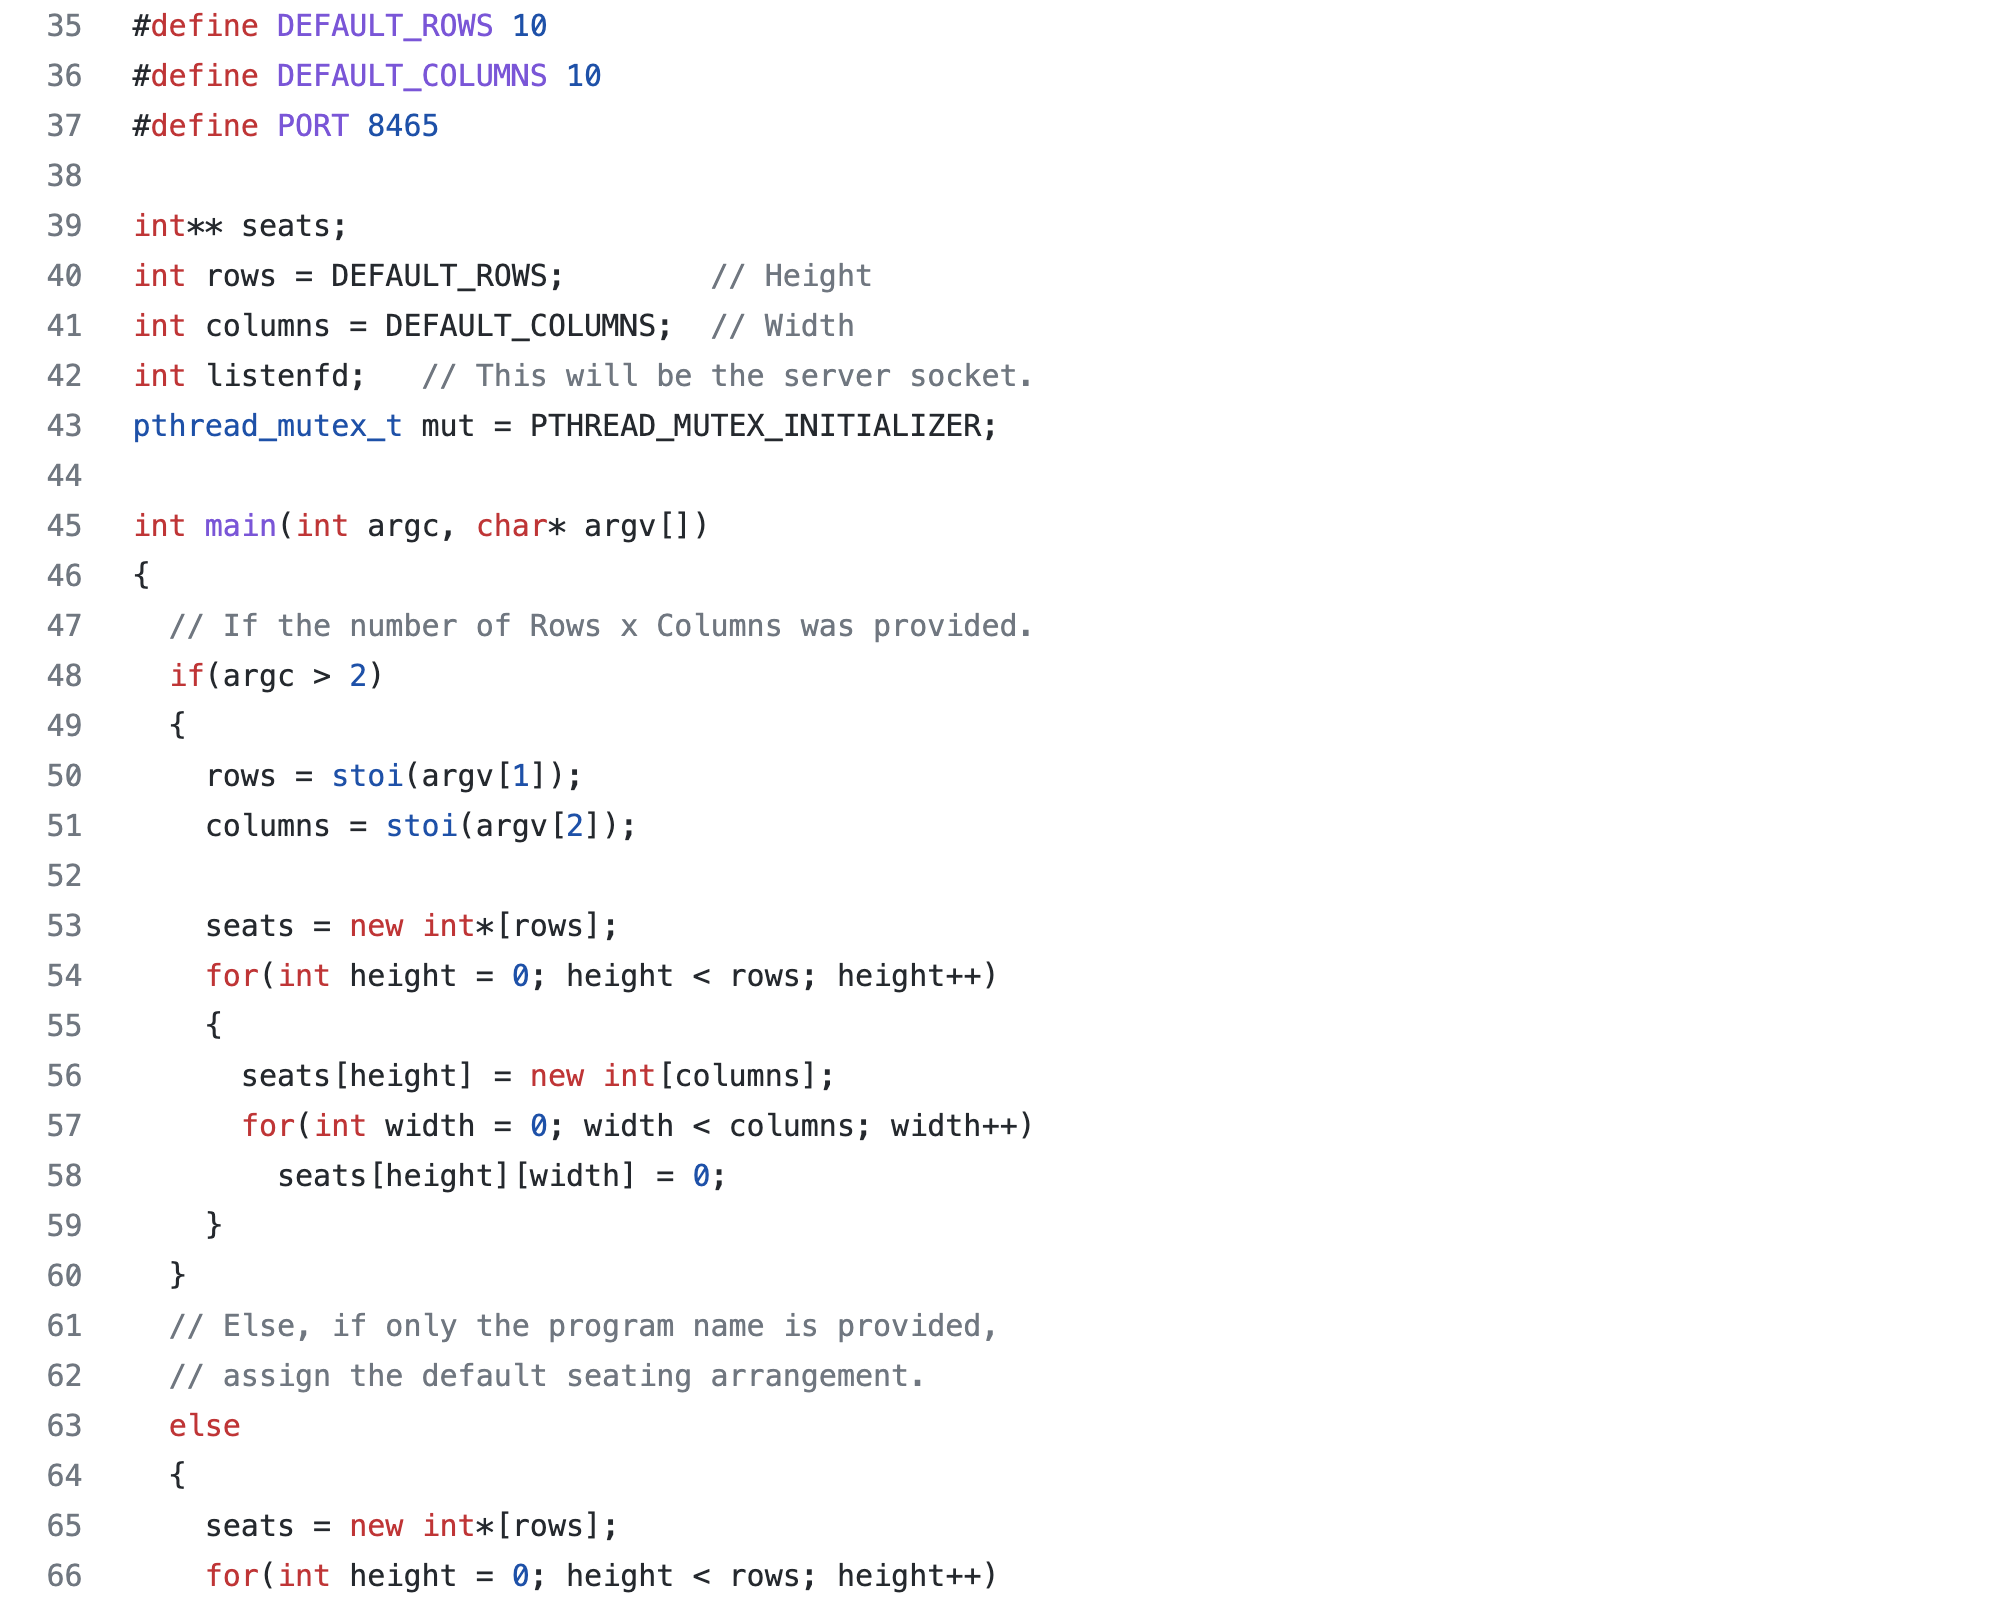 35 #define DEFAULT_ROWS 10
36 #define DEFAULT_COLUMNS 10
37 #define PORT 8465
38
39 int** seats;
40 int rows = DEFAULT_ROWS;        // Height
41 int columns = DEFAULT_COLUMNS;  // Width
42 int listenfd;   // This will be the server socket.
43 pthread_mutex_t mut = PTHREAD_MUTEX_INITIALIZER;
44
45 int main(int argc, char* argv[])
46 {
47   // If the number of Rows x Columns was provided.
48   if(argc > 2)
49   {
50     rows = stoi(argv[1]);
51     columns = stoi(argv[2]);
52
53     seats = new int*[rows];
54     for(int height = 0; height < rows; height++)
55     {
56       seats[height] = new int[columns];
57       for(int width = 0; width < columns; width++)
58         seats[height][width] = 0;
59     }
60   }
61   // Else, if only the program name is provided,
62   // assign the default seating arrangement.
63   else
64   {
65     seats = new int*[rows];
66     for(int height = 0; height < rows; height++)